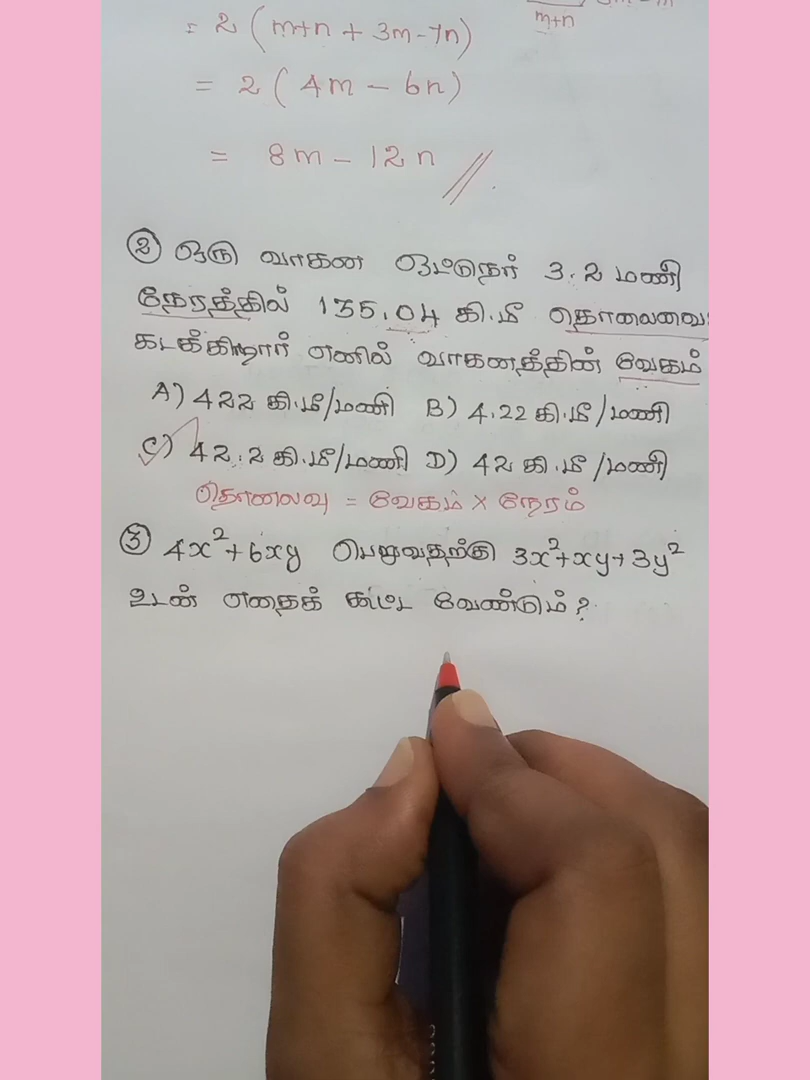 = 2 ( m+n + 3m-7n)
m+n
= 2 ( 4m - 6n)
= 8m - 12n //.
② ஒரு வாகன ஓட்டுநர் 3.2 மணி
நேரத்தில் 135.04 கி.மீ தொலைவை
கடக்கிறார் எனில் வாகனத்தின் வேகம்
A) 422 கி.மீ/மணி B) 4.22 கி.மீ/மணி
C) 42.2 கி.மீ/மணி D) 42 கி.மீ/மணி
தொலைவு = வேகம் × நேரம்
③ 4x²+6xy பெறுவதற்கு 3x²+xy+3y²
உடன் எதைக் கூட்ட வேண்டும்?